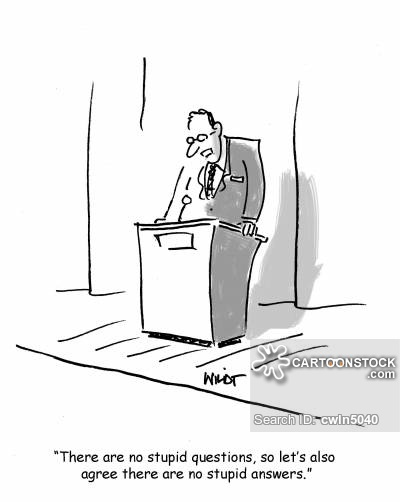 WILDT
CARTOONSTOCK
.com
Search ID: cwln5040
"There are no stupid questions, so let's also
agree there are no stupid answers."